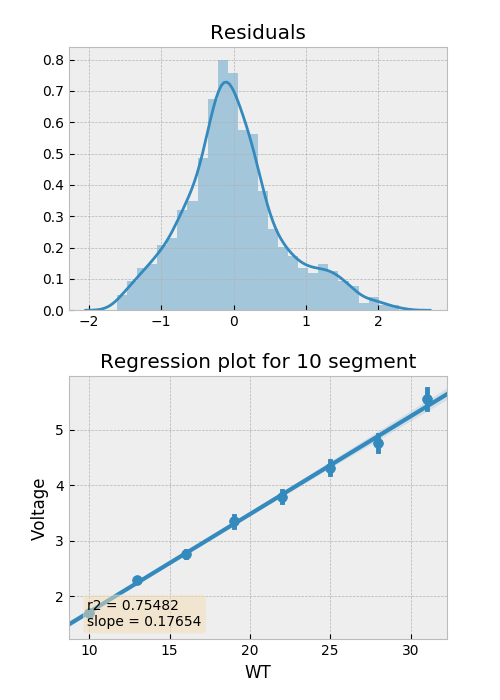 Residuals
0.8
0.7
0.6
0.5
0.4
0.3
0.2
0.1
0.0
−2 −1 0 1 2
Regression plot for 10 segment
5
4
3
2
Voltage
r2 = 0.75482
slope = 0.17654
10 15 20 25 30
WT